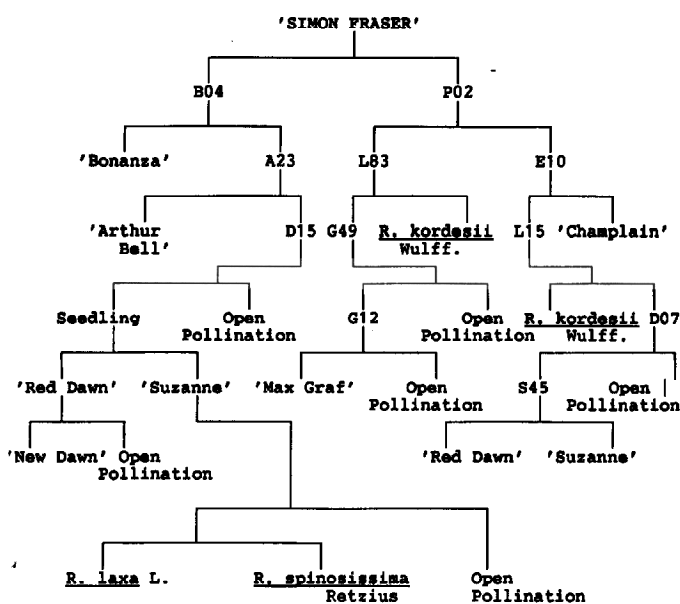 'SIMON FRASER'
B04 P02
'Bonanza' A23 L83 E10
'Arthur Bell' D15 G49 R. kordesii Wulff. L15 'Champlain'
Seedling Open Pollination G12 Open Pollination R. kordesii Wulff. D07
'Red Dawn' 'Suzanne' 'Max Graf' Open Pollination S45 Open Pollination
'New Dawn' Open Pollination 'Red Dawn' 'Suzanne'
R. laxa L. R. spinosissima Retzius Open Pollination